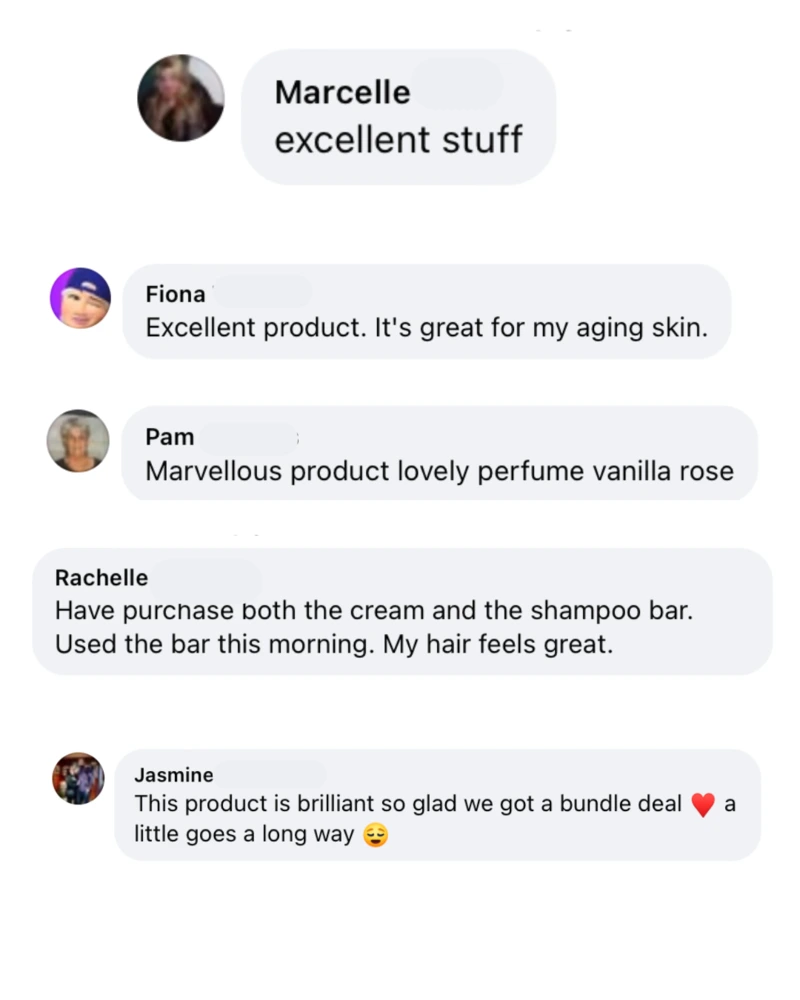 Marcelle
excellent stuff
Fiona
Excellent product. It's great for my aging skin.
Pam
Marvellous product lovely perfume vanilla rose
Rachelle
Have purchase both the cream and the shampoo bar.
Used the bar this morning. My hair feels great.
Jasmine
This product is brilliant so glad we got a bundle deal ♥️ a
little goes a long way 😌